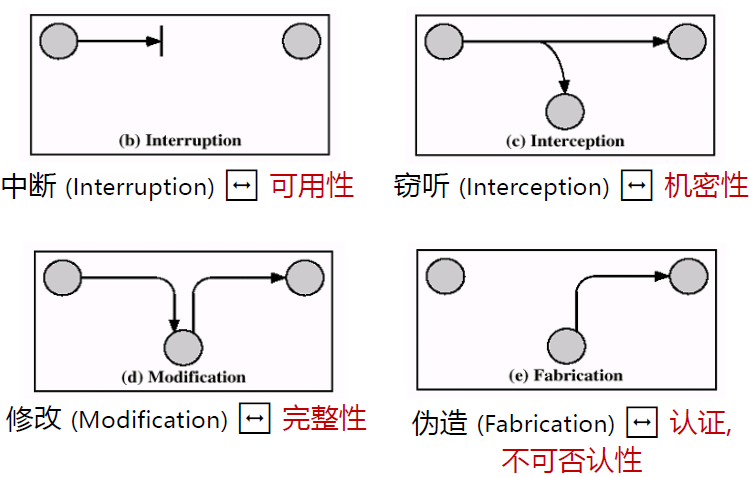 (b) Interruption
(c) Interception
中断 (Interruption) ↔ 可用性
窃听 (Interception) ↔ 机密性
(d) Modification
(e) Fabrication
修改 (Modification) ↔ 完整性
伪造 (Fabrication) ↔ 认证,
不可否认性